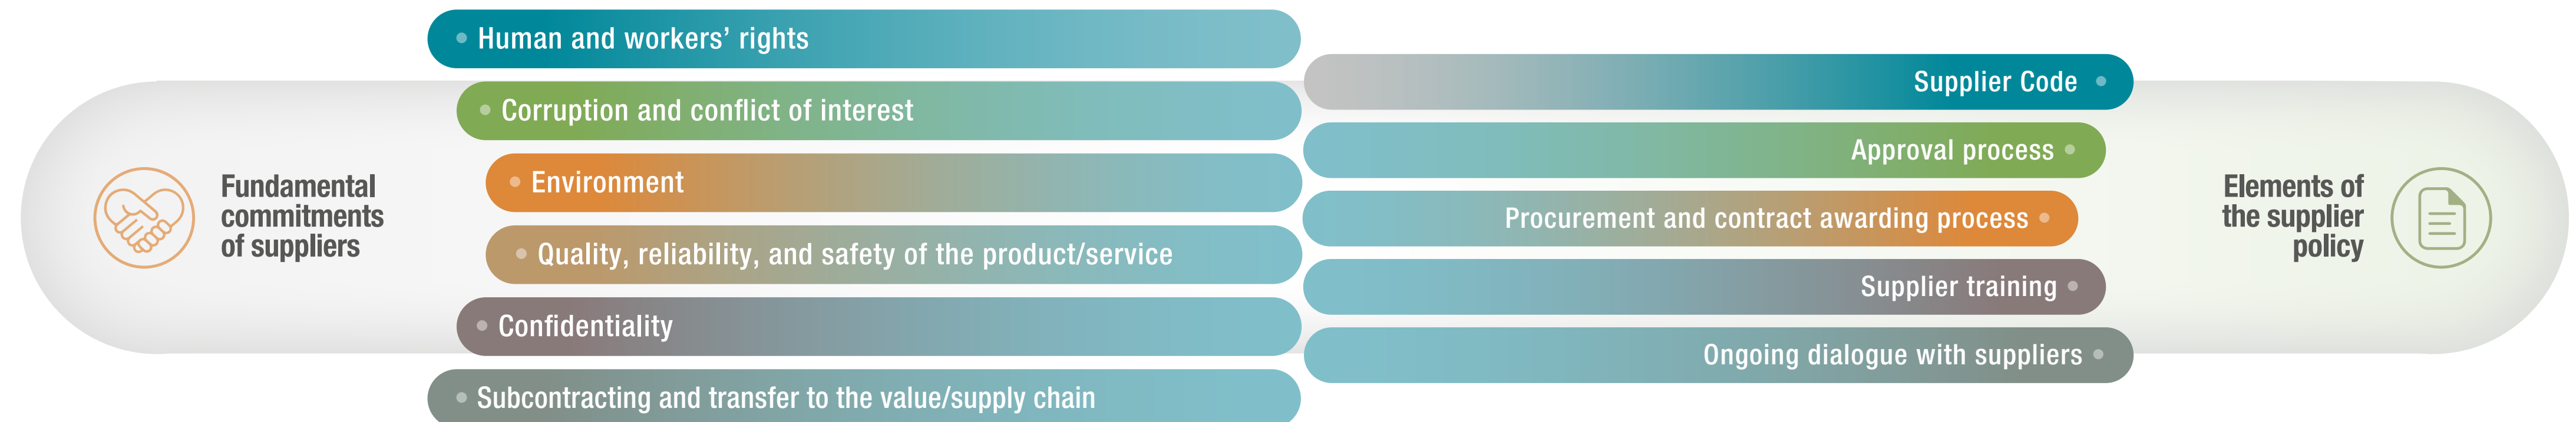 Fundamental
commitments
of suppliers
Human and workers’ rights
Corruption and conflict of interest
Environment
Quality, reliability, and safety of the product/service
Confidentiality
Subcontracting and transfer to the value/supply chain
Supplier Code
Approval process
Procurement and contract awarding process
Supplier training
Ongoing dialogue with suppliers
Elements of
the supplier
policy